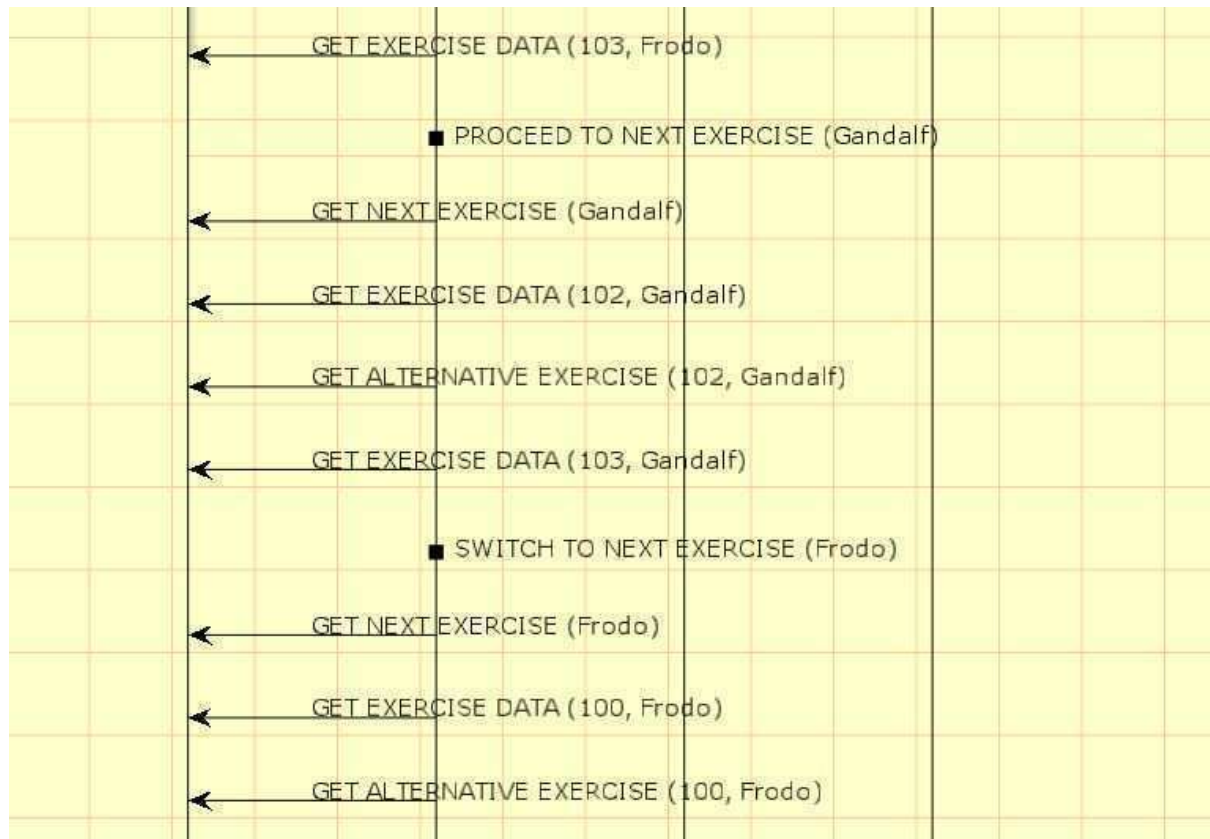 GET EXERCISE DATA (103, Frodo)
PROCEED TO NEXT EXERCISE (Gandalf)
GET NEXT EXERCISE (Gandalf)
GET EXERCISE DATA (102, Gandalf)
GET ALTERNATIVE EXERCISE (102, Gandalf)
GET EXERCISE DATA (103, Gandalf)
SWITCH TO NEXT EXERCISE (Frodo)
GET NEXT EXERCISE (Frodo)
GET EXERCISE DATA (100, Frodo)
GET ALTERNATIVE EXERCISE (100, Frodo)